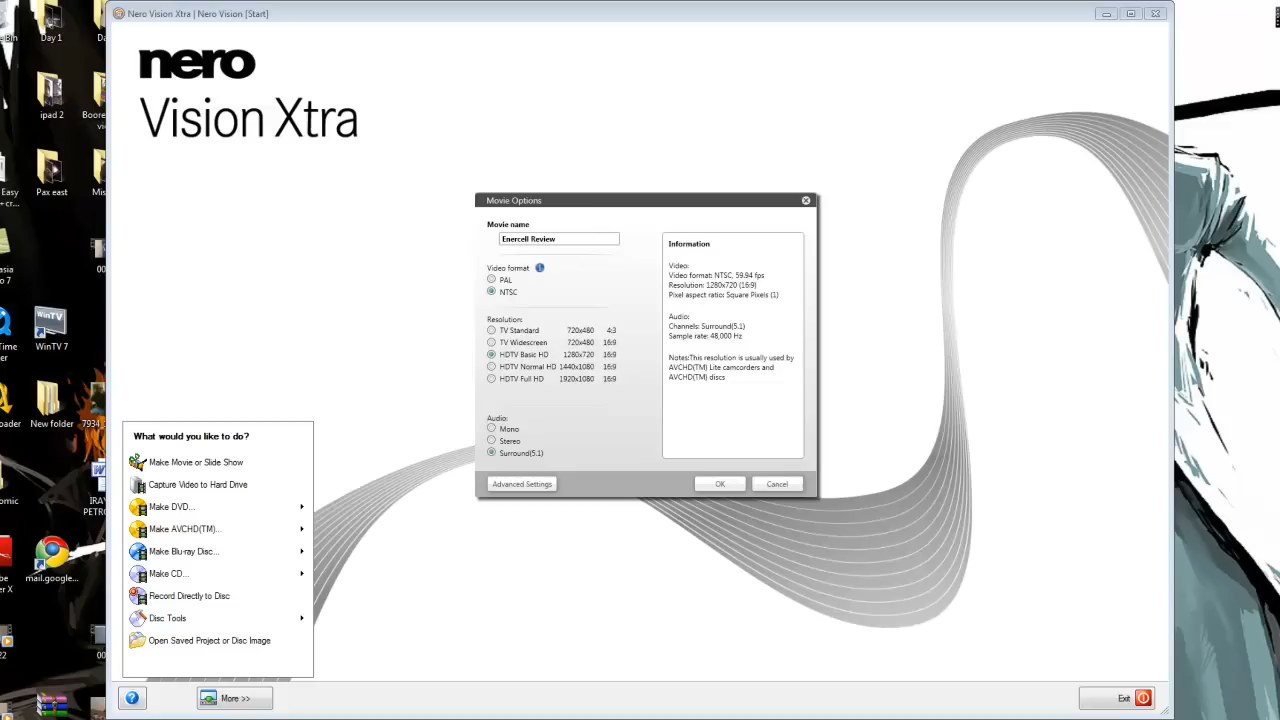 Nero Vision Xtra | Nero Vision [Start]
nero
Vision Xtra
Day 1
ipad 2
Pax east
Easy
WinTV 7
Time
New folder
7934
mail.google...
Movie Options
Movie name
Enercell Review
Video format
PAL
NTSC
Resolution:
TV Standard 720x480 4:3
TV Widescreen 720x480 16:9
HDTV Basic HD 1280x720 16:9
HDTV Normal HD 1440x1080 16:9
HDTV Full HD 1920x1080 16:9
Audio:
Mono
Stereo
Surround(5.1)
Information
Video:
Video format: NTSC, 59.94 fps
Resolution: 1280x720 (16:9)
Pixel aspect ratio: Square Pixels (1)
Audio:
Channels: Surround(5.1)
Sample rate: 48,000 Hz
Notes:This resolution is usually used by
AVCHD(TM) Lite camcorders and
AVCHD(TM) discs
Advanced Settings
OK
Cancel
What would you like to do?
Make Movie or Slide Show
Capture Video to Hard Drive
Make DVD...
Make AVCHD(TM)...
Make Blu-ray Disc...
Make CD...
Record Directly to Disc
Disc Tools
Open Saved Project or Disc Image
More >>
Exit